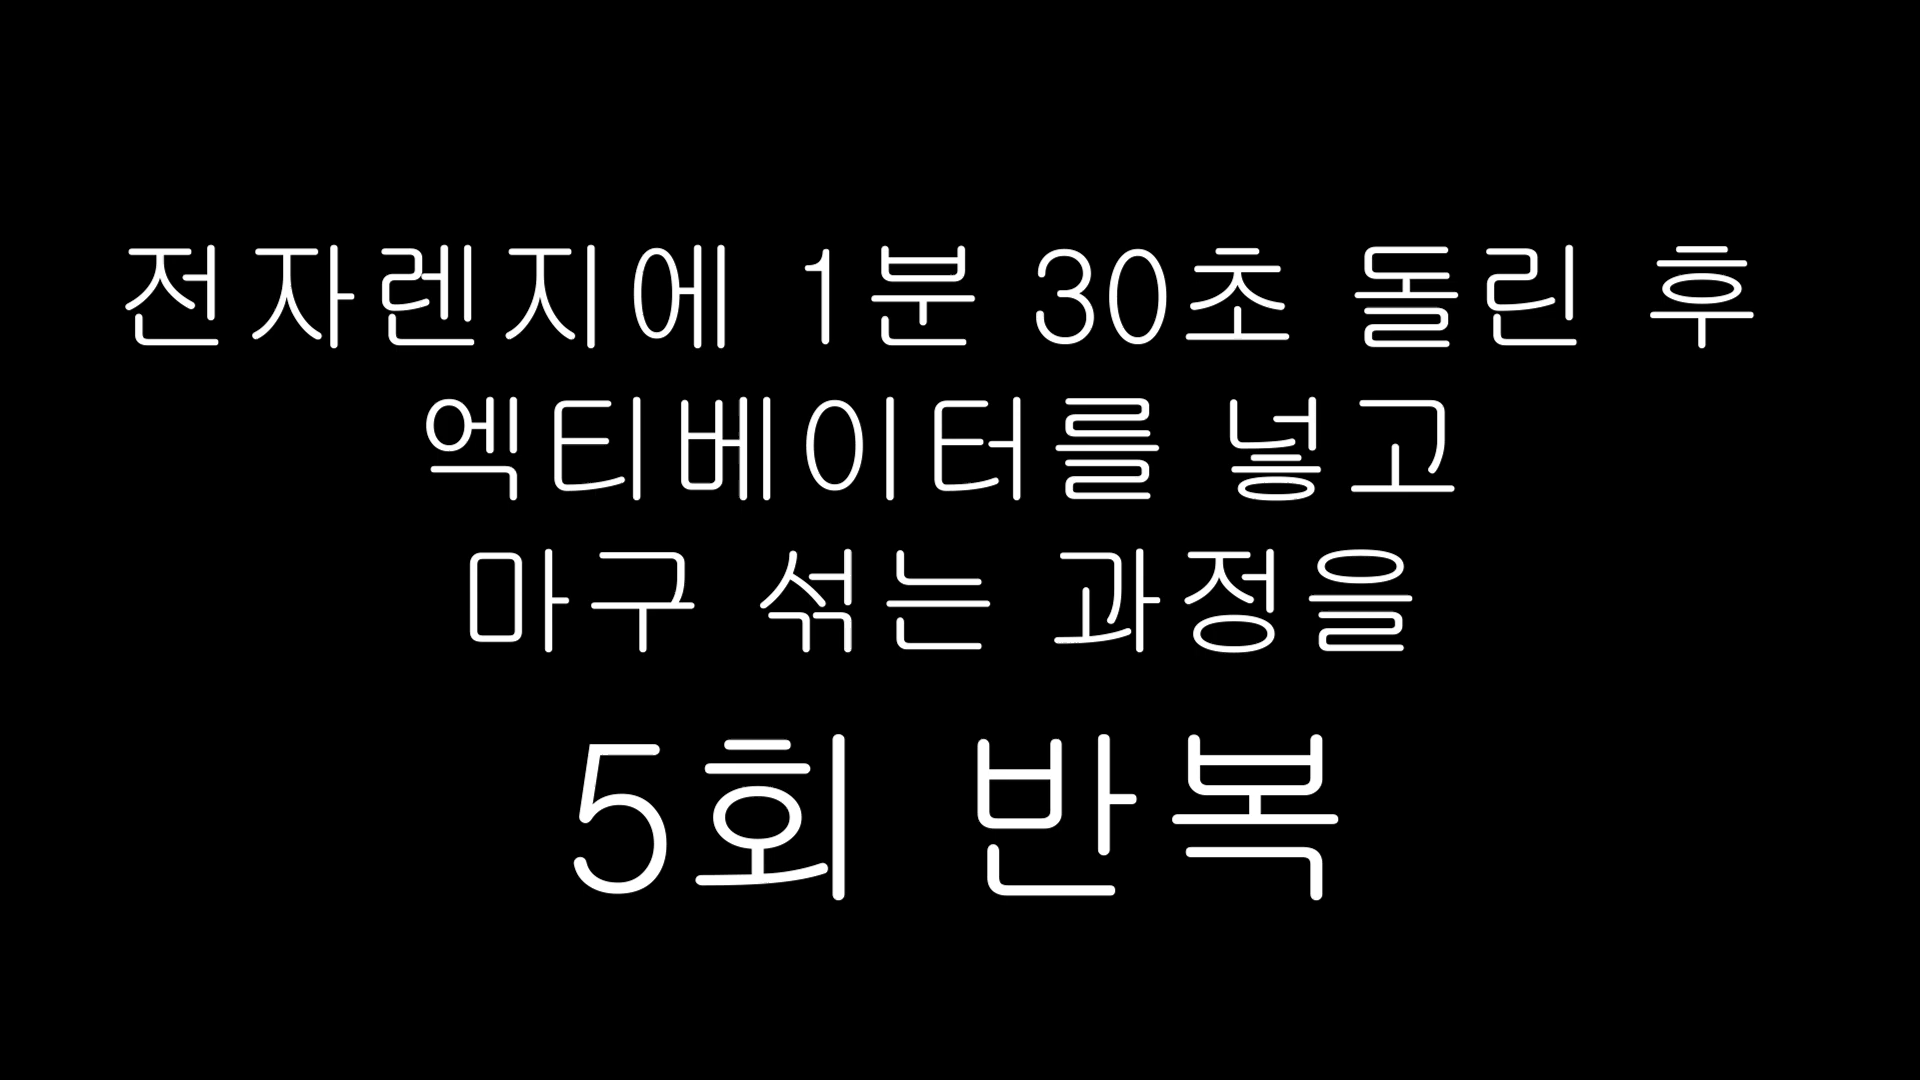 전자렌지에 1분 30초 돌린 후
엑티베이터를 넣고
마구 섞는 과정을
5회 반복